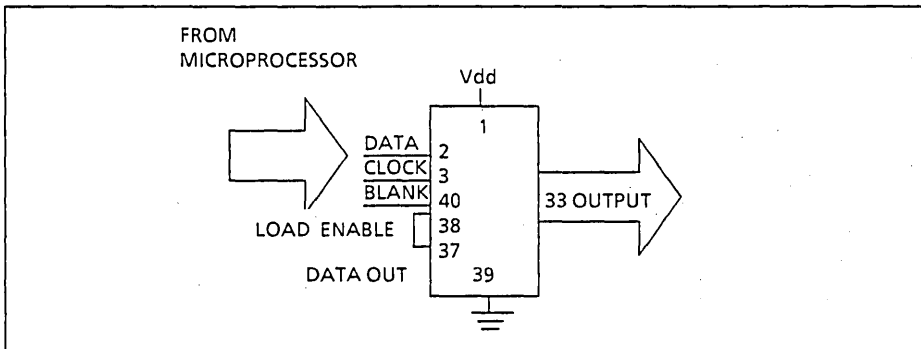 FROM
MICROPROCESSOR
Vdd
1
DATA 2
CLOCK 3
BLANK 40
33 OUTPUT
LOAD ENABLE 38
37
DATA OUT 39